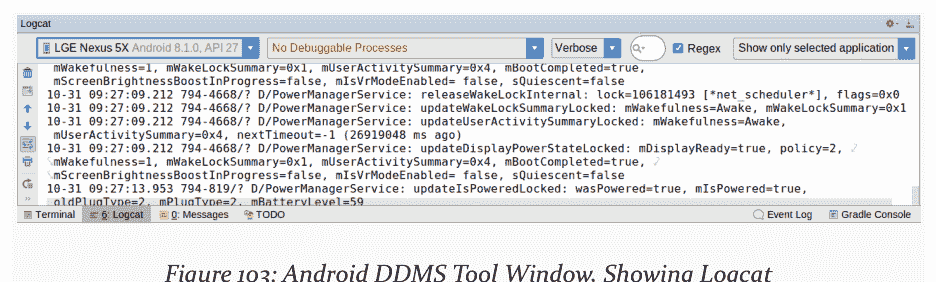 Logcat
LGE Nexus 5X Android 8.1.0, API 27 No Debuggable Processes Verbose Regex Show only selected application
mWakefulness=1, mWakeLockSummary=0x1, mUserActivitySummary=0x4, mBootCompleted=true,
mScreenBrightnessBoostInProgress=false, mIsVrModeEnabled= false, sQuiescent=false
10-31 09:27:09.212 794-4668/? D/PowerManagerService: releaseWakeLockInternal: lock=106181493 [*net_scheduler*], flags=0x0
10-31 09:27:09.212 794-4668/? D/PowerManagerService: updateWakeLockSummaryLocked: mWakefulness=Awake, mWakeLockSummary=0x1
10-31 09:27:09.212 794-4668/? D/PowerManagerService: updateUserActivitySummaryLocked: mWakefulness=Awake,
mUserActivitySummary=0x4, nextTimeout=-1 (26919048 ms ago)
10-31 09:27:09.212 794-4668/? D/PowerManagerService: updateDisplayPowerStateLocked: mDisplayReady=true, policy=2,
mWakefulness=1, mWakeLockSummary=0x1, mUserActivitySummary=0x4, mBootCompleted=true,
mScreenBrightnessBoostInProgress=false, mIsVrModeEnabled= false, sQuiescent=false
10-31 09:27:13.953 794-819/? D/PowerManagerService: updateIsPoweredLocked: wasPowered=true, mIsPowered=true,
oldPlugType=2, mPlugType=2, mBatteryLevel=59
Terminal 6: Logcat 0: Messages TODO Event Log Gradle Console
Figure 103: Android DDMS Tool Window, Showing Logcat